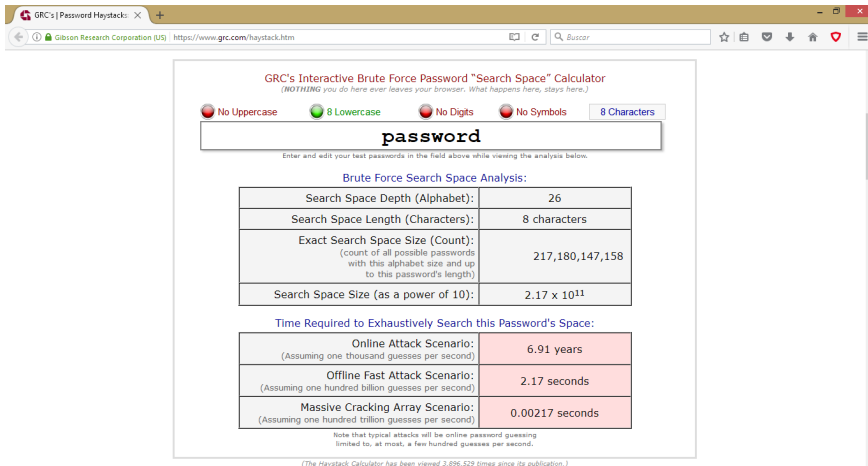 GRC's | Password Haystacks:
Gibson Research Corporation (US) https://www.grc.com/haystack.htm
Buscar
GRC's Interactive Brute Force Password “Search Space” Calculator
(NOTHING you do here ever leaves your browser. What happens here, stays here.)
No Uppercase 8 Lowercase No Digits No Symbols 8 Characters
password
Enter and edit your test passwords in the field above while viewing the analysis below.
Brute Force Search Space Analysis:
Search Space Depth (Alphabet): 26
Search Space Length (Characters): 8 characters
Exact Search Space Size (Count):
(count of all possible passwords
with this alphabet size and up
to this password's length)
217,180,147,158
Search Space Size (as a power of 10): 2.17 x 10¹¹
Time Required to Exhaustively Search this Password's Space:
Online Attack Scenario:
(Assuming one thousand guesses per second)
6.91 years
Offline Fast Attack Scenario:
(Assuming one hundred billion guesses per second)
2.17 seconds
Massive Cracking Array Scenario:
(Assuming one hundred trillion guesses per second)
0.00217 seconds
Note that typical attacks will be online password guessing
limited to, at most, a few hundred guesses per second.
(The Haystack Calculator has been viewed 3,896,529 times since its publication.)